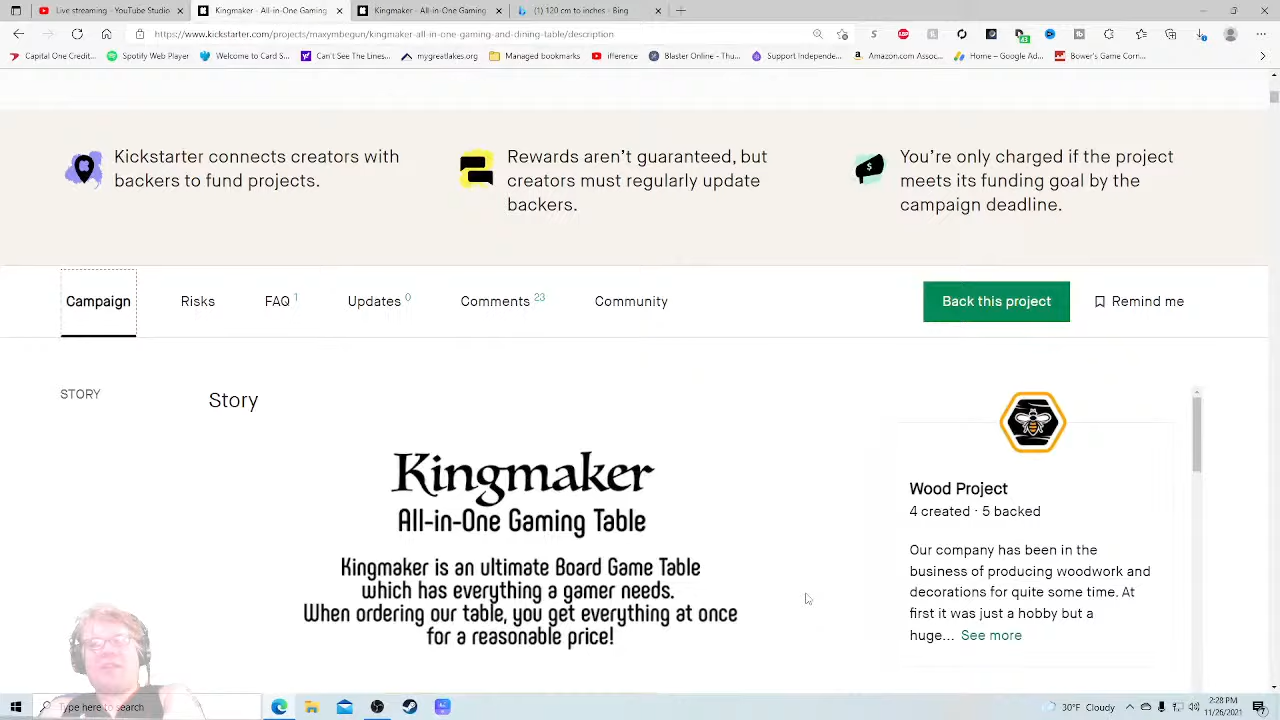 Live streaming - YouTube Studio
Kingmaker - All-in-One Gaming
Kingmaker - All-in-One Gaming
(1) 120 cm to inches - Bing
https://www.kickstarter.com/projects/maxymbegun/kingmaker-all-in-one-gaming-and-dining-table/description
Capital One Credit...
Spotify Web Player
Welcome Wizard S...
Can't See The Lines...
mygreatlakes.org
Managed bookmarks
ifference
Blaster Online - Thu...
Support Independe...
Amazon.com Assoc...
Home – Google Ad...
Bower's Game Corn...
Kickstarter connects creators with
backers to fund projects.
Rewards aren't guaranteed, but
creators must regularly update
backers.
You're only charged if the project
meets its funding goal by the
campaign deadline.
Campaign Risks FAQ 1 Updates 0 Comments 23 Community Back this project Remind me
STORY
Story
Kingmaker
All-in-One Gaming Table
Kingmaker is an ultimate Board Game Table
which has everything a gamer needs.
When ordering our table, you get everything at once
for a reasonable price!
Wood Project
4 created · 5 backed
Our company has been in the
business of producing woodwork and
decorations for quite some time. At
first it was just a hobby but a
huge... See more
Type here to search
30°F Cloudy
2:28 PM
11/26/2021